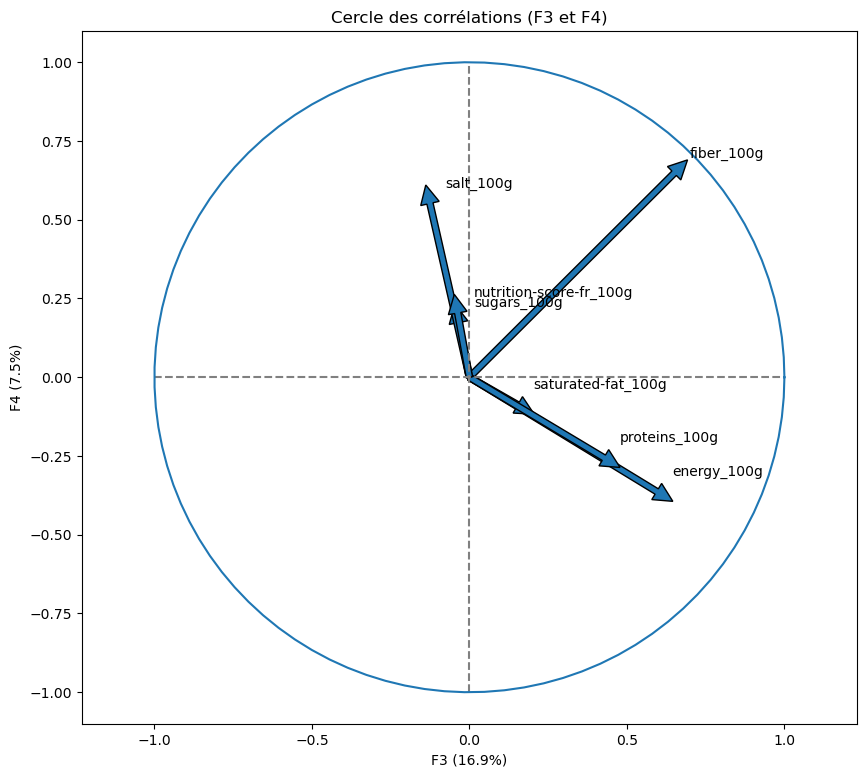 Cercle des corrélations (F3 et F4)
1.00
0.75
0.50
0.25
0.00
−0.25
−0.50
−0.75
−1.00
F4 (7.5%)
fiber_100g
salt_100g
nutrition-score-fr_100g
sugars_100g
saturated-fat_100g
proteins_100g
energy_100g
−1.0
−0.5
0.0
0.5
1.0
F3 (16.9%)